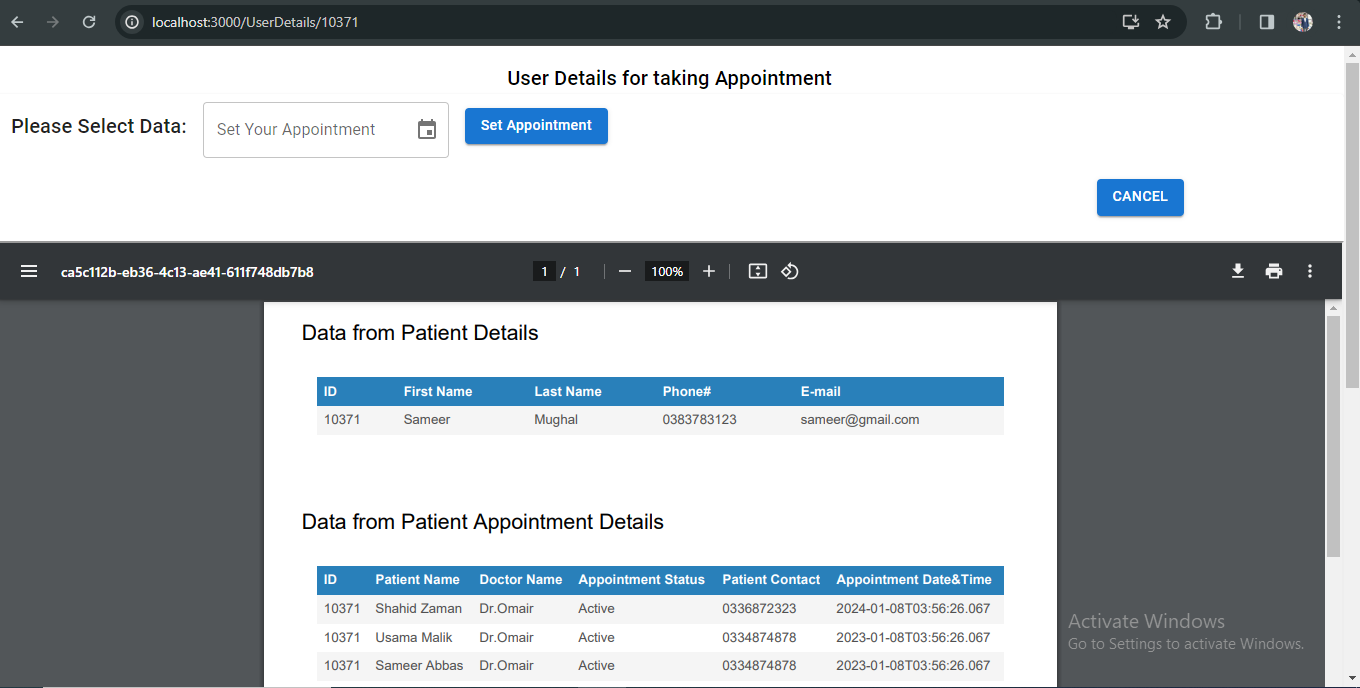 localhost:3000/UserDetails/10371
User Details for taking Appointment
Please Select Data: Set Your Appointment Set Appointment
CANCEL
ca5c112b-eb36-4c13-ae41-611f748db7b8 1 / 1 100%
Data from Patient Details
ID First Name Last Name Phone# E-mail
10371 Sameer Mughal 0383783123 sameer@gmail.com
Data from Patient Appointment Details
ID Patient Name Doctor Name Appointment Status Patient Contact Appointment Date&Time
10371 Shahid Zaman Dr.Omair Active 0336872323 2024-01-08T03:56:26.067
10371 Usama Malik Dr.Omair Active 0334874878 2023-01-08T03:56:26.067
10371 Sameer Abbas Dr.Omair Active 0334874878 2023-01-08T03:56:26.067
Activate Windows
Go to Settings to activate Windows.